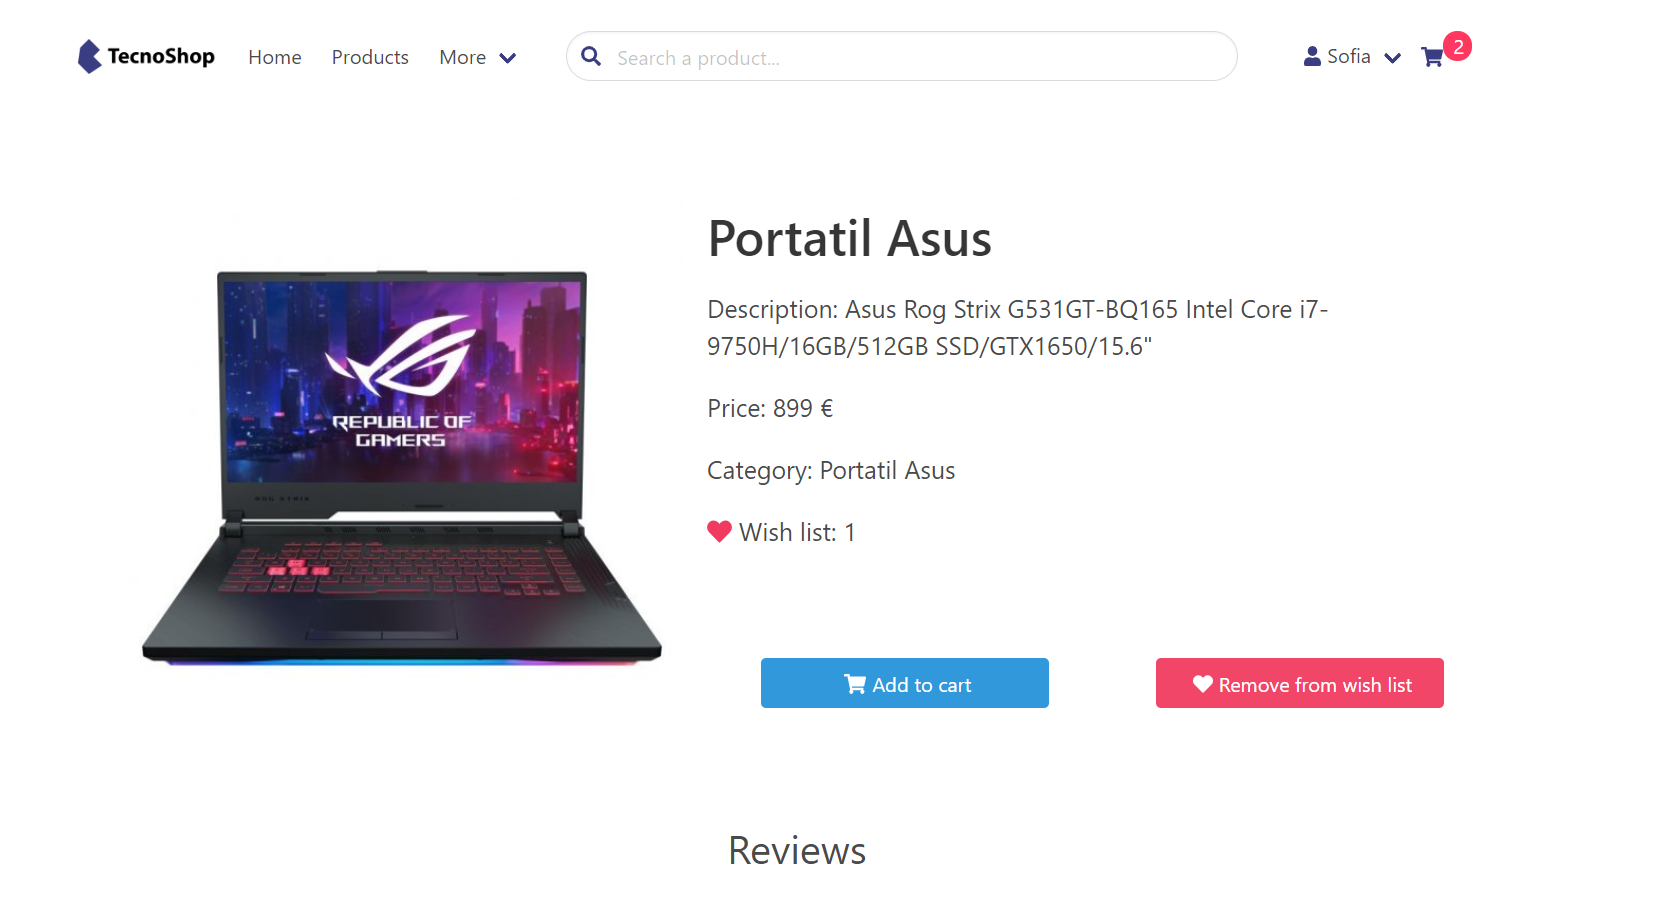 TecnoShop Home Products More Search a product... Sofia 2
Portatil Asus
Description: Asus Rog Strix G531GT-BQ165 Intel Core i7-
9750H/16GB/512GB SSD/GTX1650/15.6"
Price: 899 €
Category: Portatil Asus
Wish list: 1
REPUBLIC OF
GAMERS
ROG STRIX
Add to cart Remove from wish list
Reviews